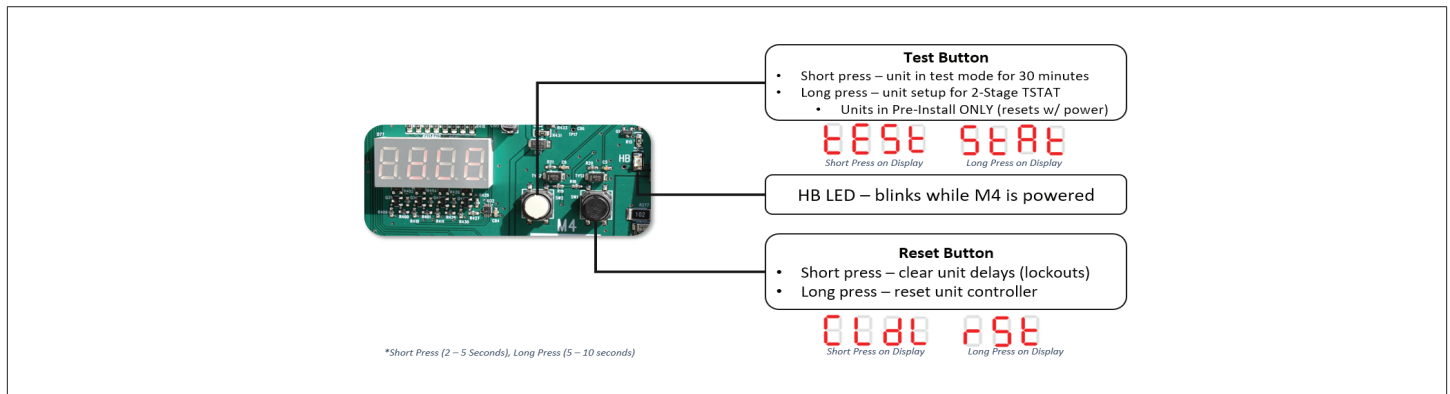 Test Button
• Short press – unit in test mode for 30 minutes
• Long press – unit setup for 2-Stage TSTAT
• Units in Pre-Install ONLY (resets w/ power)
tESt StAt
Short Press on Display Long Press on Display
HB
HB LED – blinks while M4 is powered
M4
102
Reset Button
• Short press – clear unit delays (lockouts)
• Long press – reset unit controller
CLdL rSt
Short Press on Display Long Press on Display
*Short Press (2 – 5 Seconds), Long Press (5 – 10 seconds)